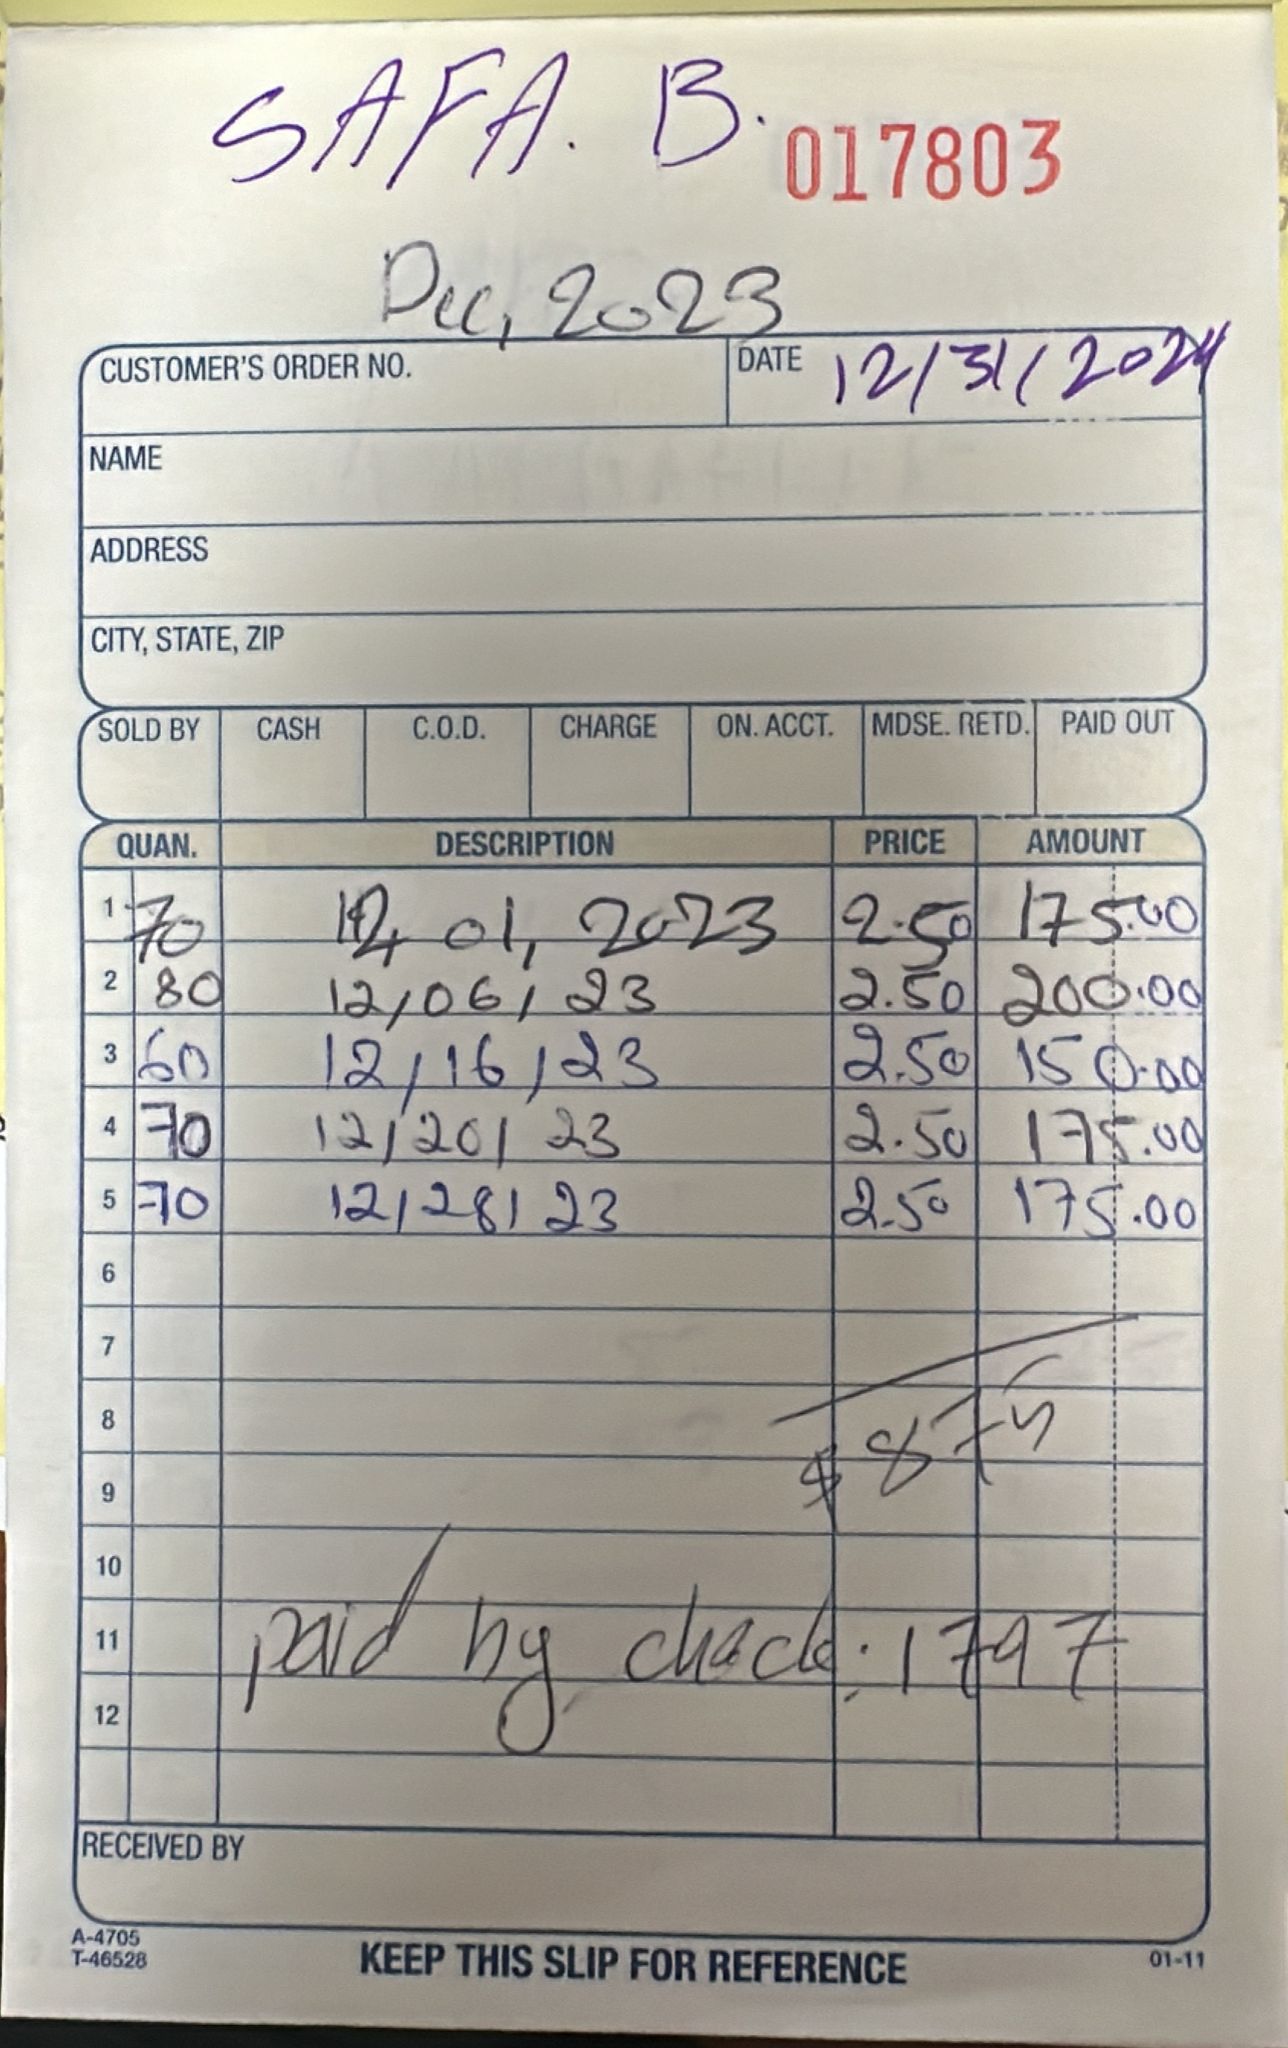 SAFA. B.
017803
Dec, 2023
CUSTOMER'S ORDER NO. DATE 12/31/2024
NAME
ADDRESS
CITY, STATE, ZIP
SOLD BY CASH C.O.D. CHARGE ON. ACCT. MDSE. RETD. PAID OUT
QUAN. DESCRIPTION PRICE AMOUNT
1 70 12, 01, 2023 2.50 175.00
2 80 12/06/23 2.50 200.00
3 60 12/16/23 2.50 150.00
4 70 12/20/23 2.50 175.00
5 70 12/28/23 2.50 175.00
6
7
8
$875
9
10
11 paid by check: 1797
12
RECEIVED BY
A-4705
T-46528
KEEP THIS SLIP FOR REFERENCE
01-11